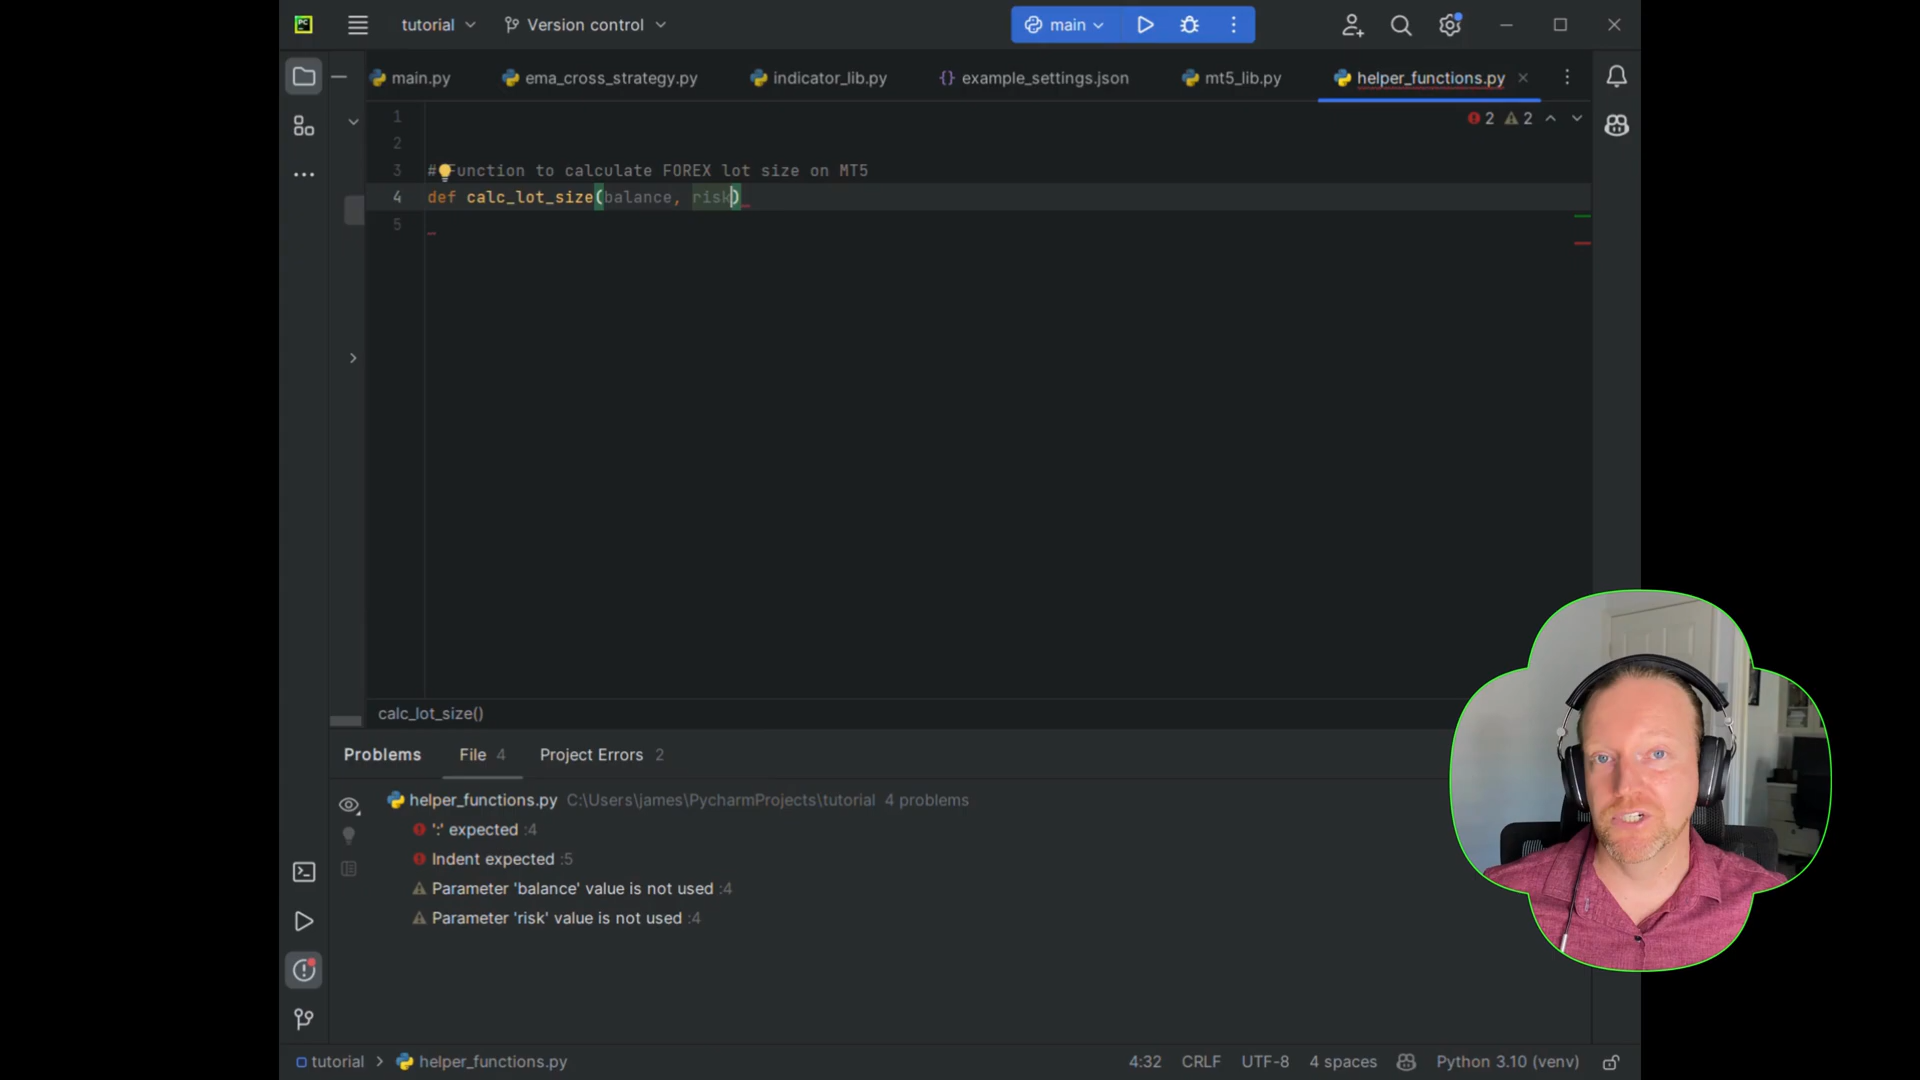 PC
tutorial
Version control
main
main.py
ema_cross_strategy.py
indicator_lib.py
{} example_settings.json
mt5_lib.py
helper_functions.py
2 2
1
2
3 # Function to calculate FOREX lot size on MT5
4 def calc_lot_size(balance, risk)
5
calc_lot_size()
Problems File 4 Project Errors 2
helper_functions.py C:\Users\james\PycharmProjects\tutorial 4 problems
':' expected :4
Indent expected :5
Parameter 'balance' value is not used :4
Parameter 'risk' value is not used :4
tutorial > helper_functions.py
4:32 CRLF UTF-8 4 spaces Python 3.10 (venv)